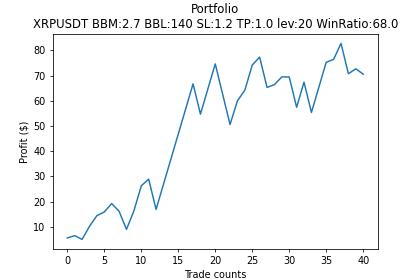 Portfolio
XRPUSDT BBM:2.7 BBL:140 SL:1.2 TP:1.0 lev:20 WinRatio:68.0
80
70
60
50
40
30
20
10
Profit ($)
0 5 10 15 20 25 30 35 40
Trade counts